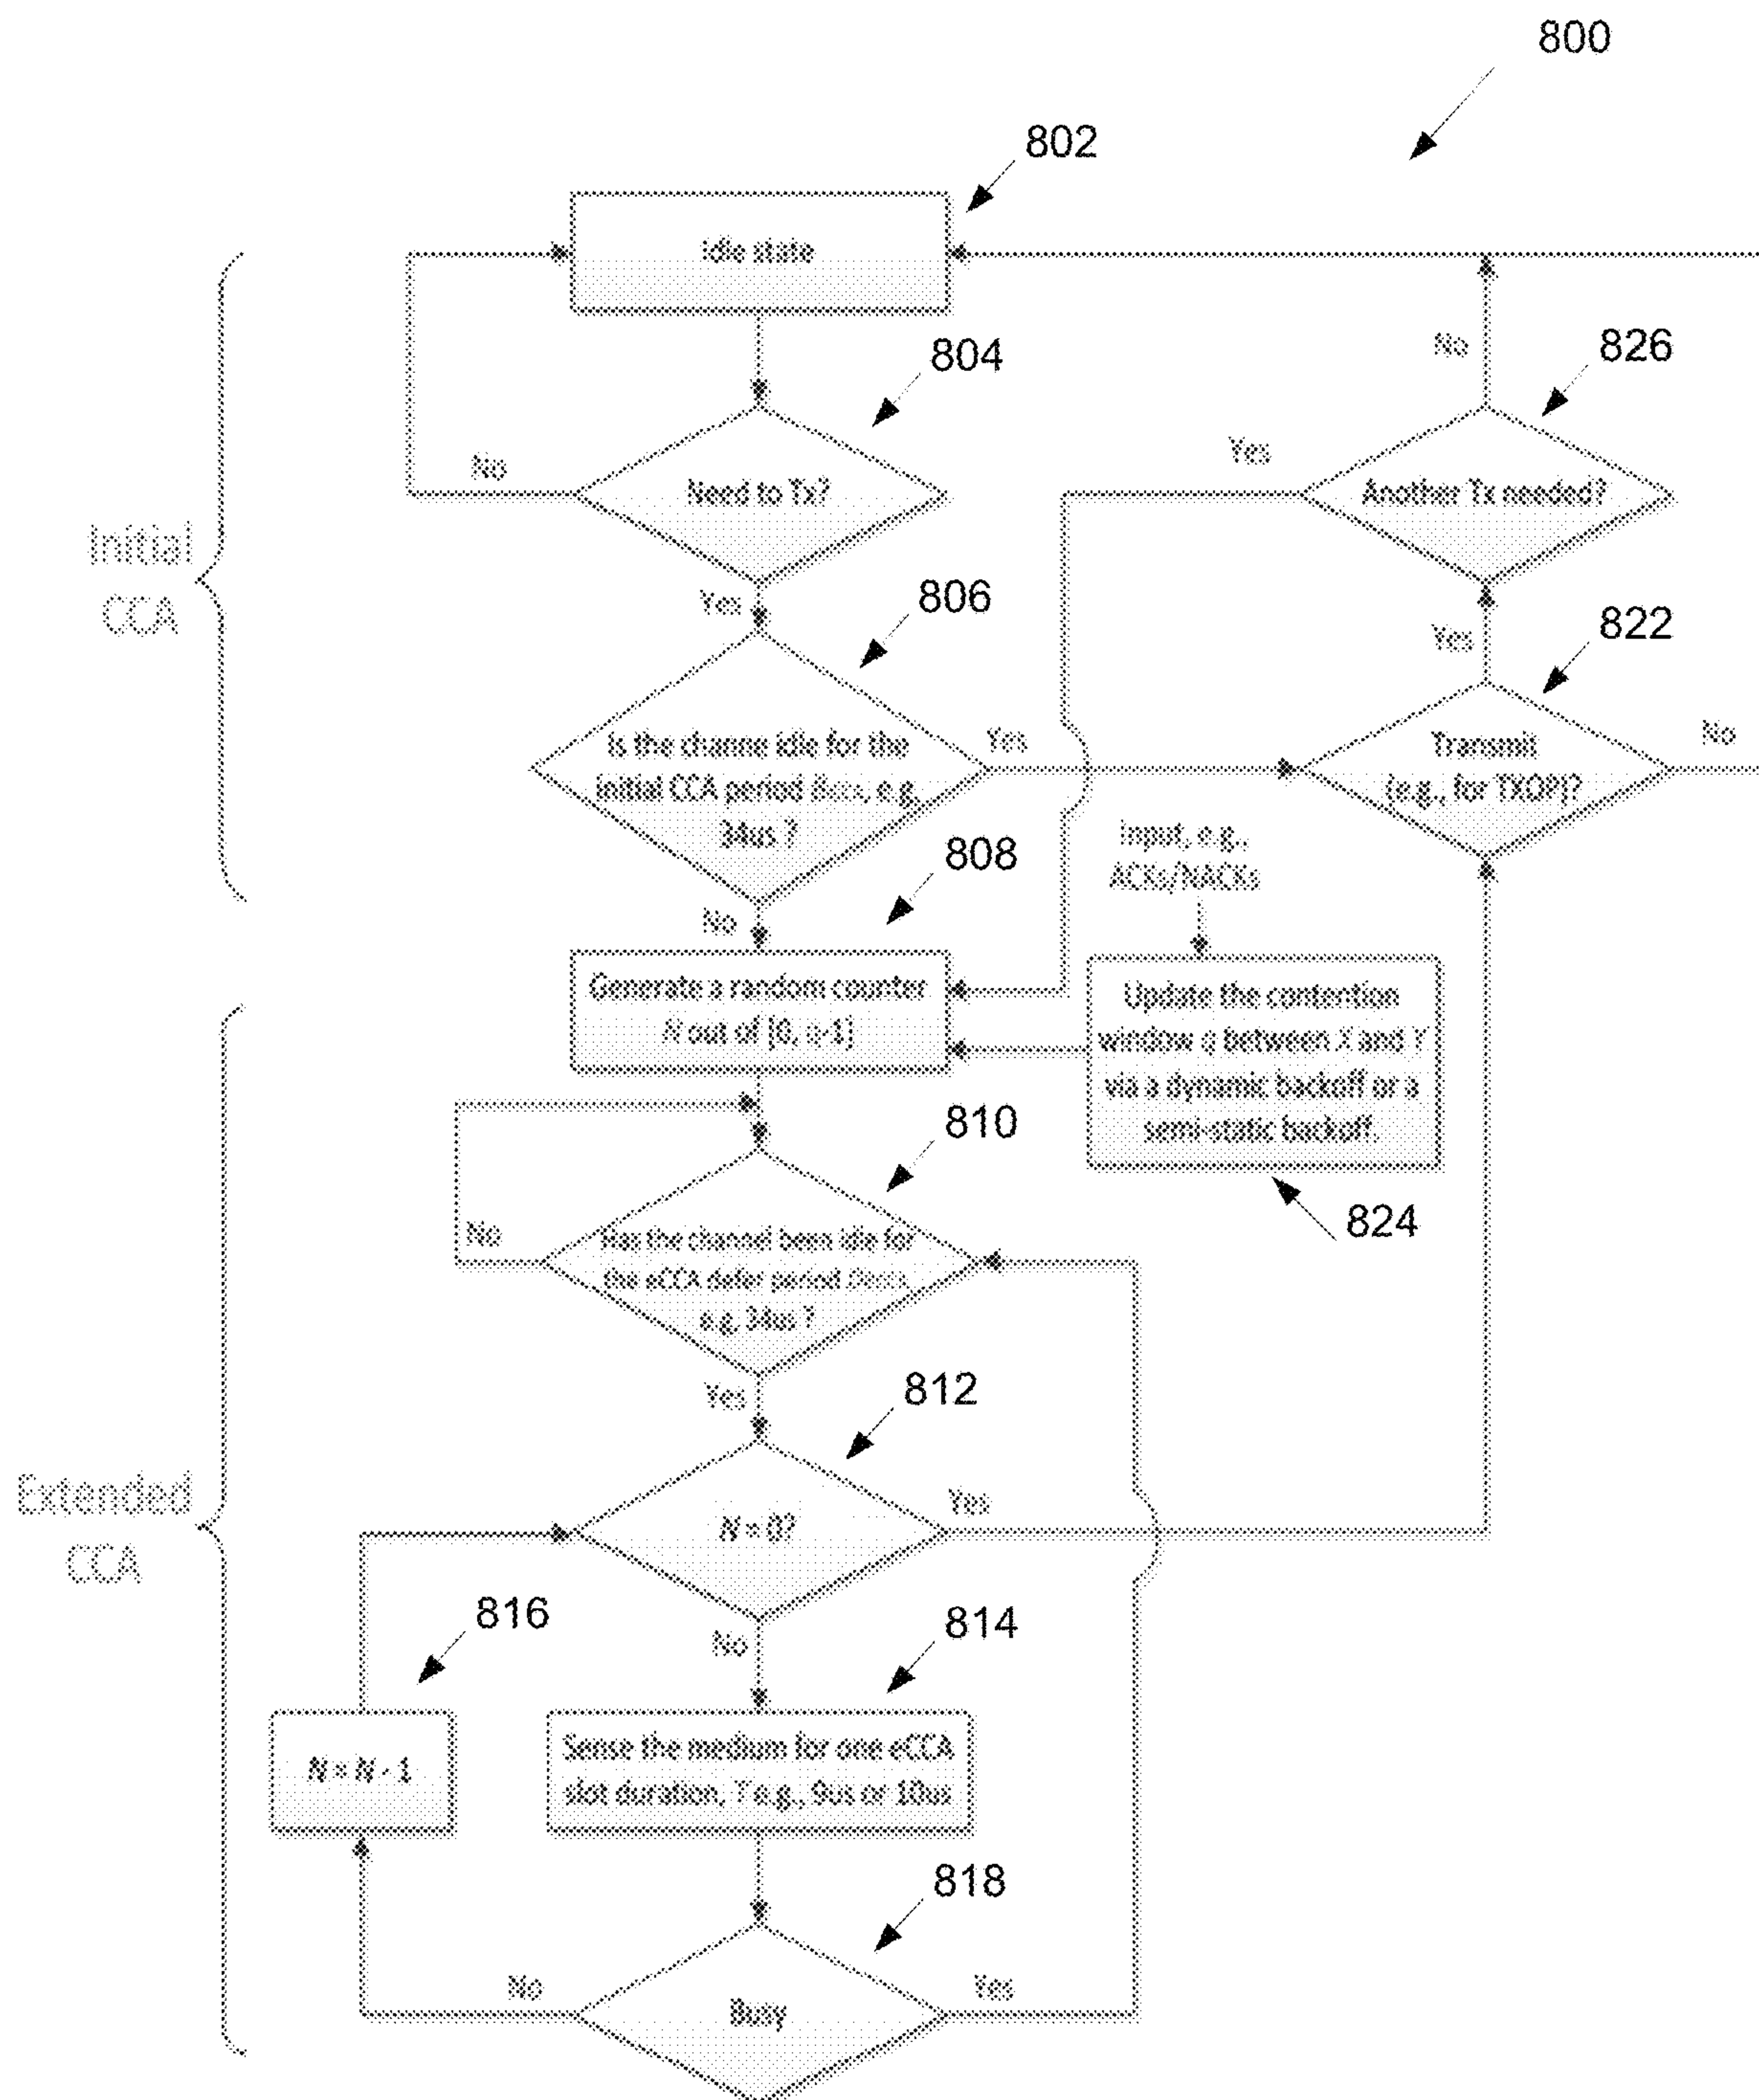 800
802
Idle state
804
No
Need to Tx?
Yes
Initial
CCA
806
Is the channe idle for the
initial CCA period
, e.g.
34us ?
Yes
No
826
No
Yes
Another Tx needed?
822
Yes
Transmit
(e.g., for TXOP)?
No
808
Generate a random counter
N out of [0, q-1]
input, e.g.,
ACKs/NACKs
Update the contention
window q between X and Y
via a dynamic backoff or a
semi-static backoff.
824
810
No
Has the channel been idle for
the eCCA defer period
e.g. 34us ?
Yes
Extended
CCA
812
N = 0?
Yes
No
816
N = N - 1
814
Sense the medium for one eCCA
slot duration, T e.g., 9us or 10us
818
No
Busy
Yes